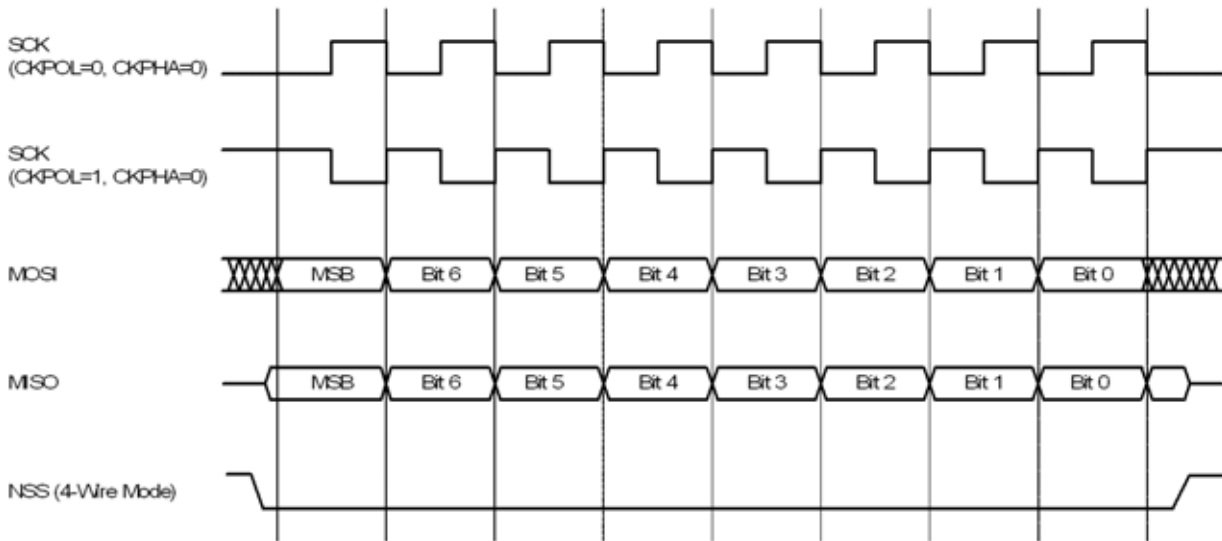 SCK
(CKPOL=0, CKPHA=0)
SCK
(CKPOL=1, CKPHA=0)
MOSI
MSB Bit 6 Bit 5 Bit 4 Bit 3 Bit 2 Bit 1 Bit 0
MISO
MSB Bit 6 Bit 5 Bit 4 Bit 3 Bit 2 Bit 1 Bit 0
NSS (4-Wire Mode)